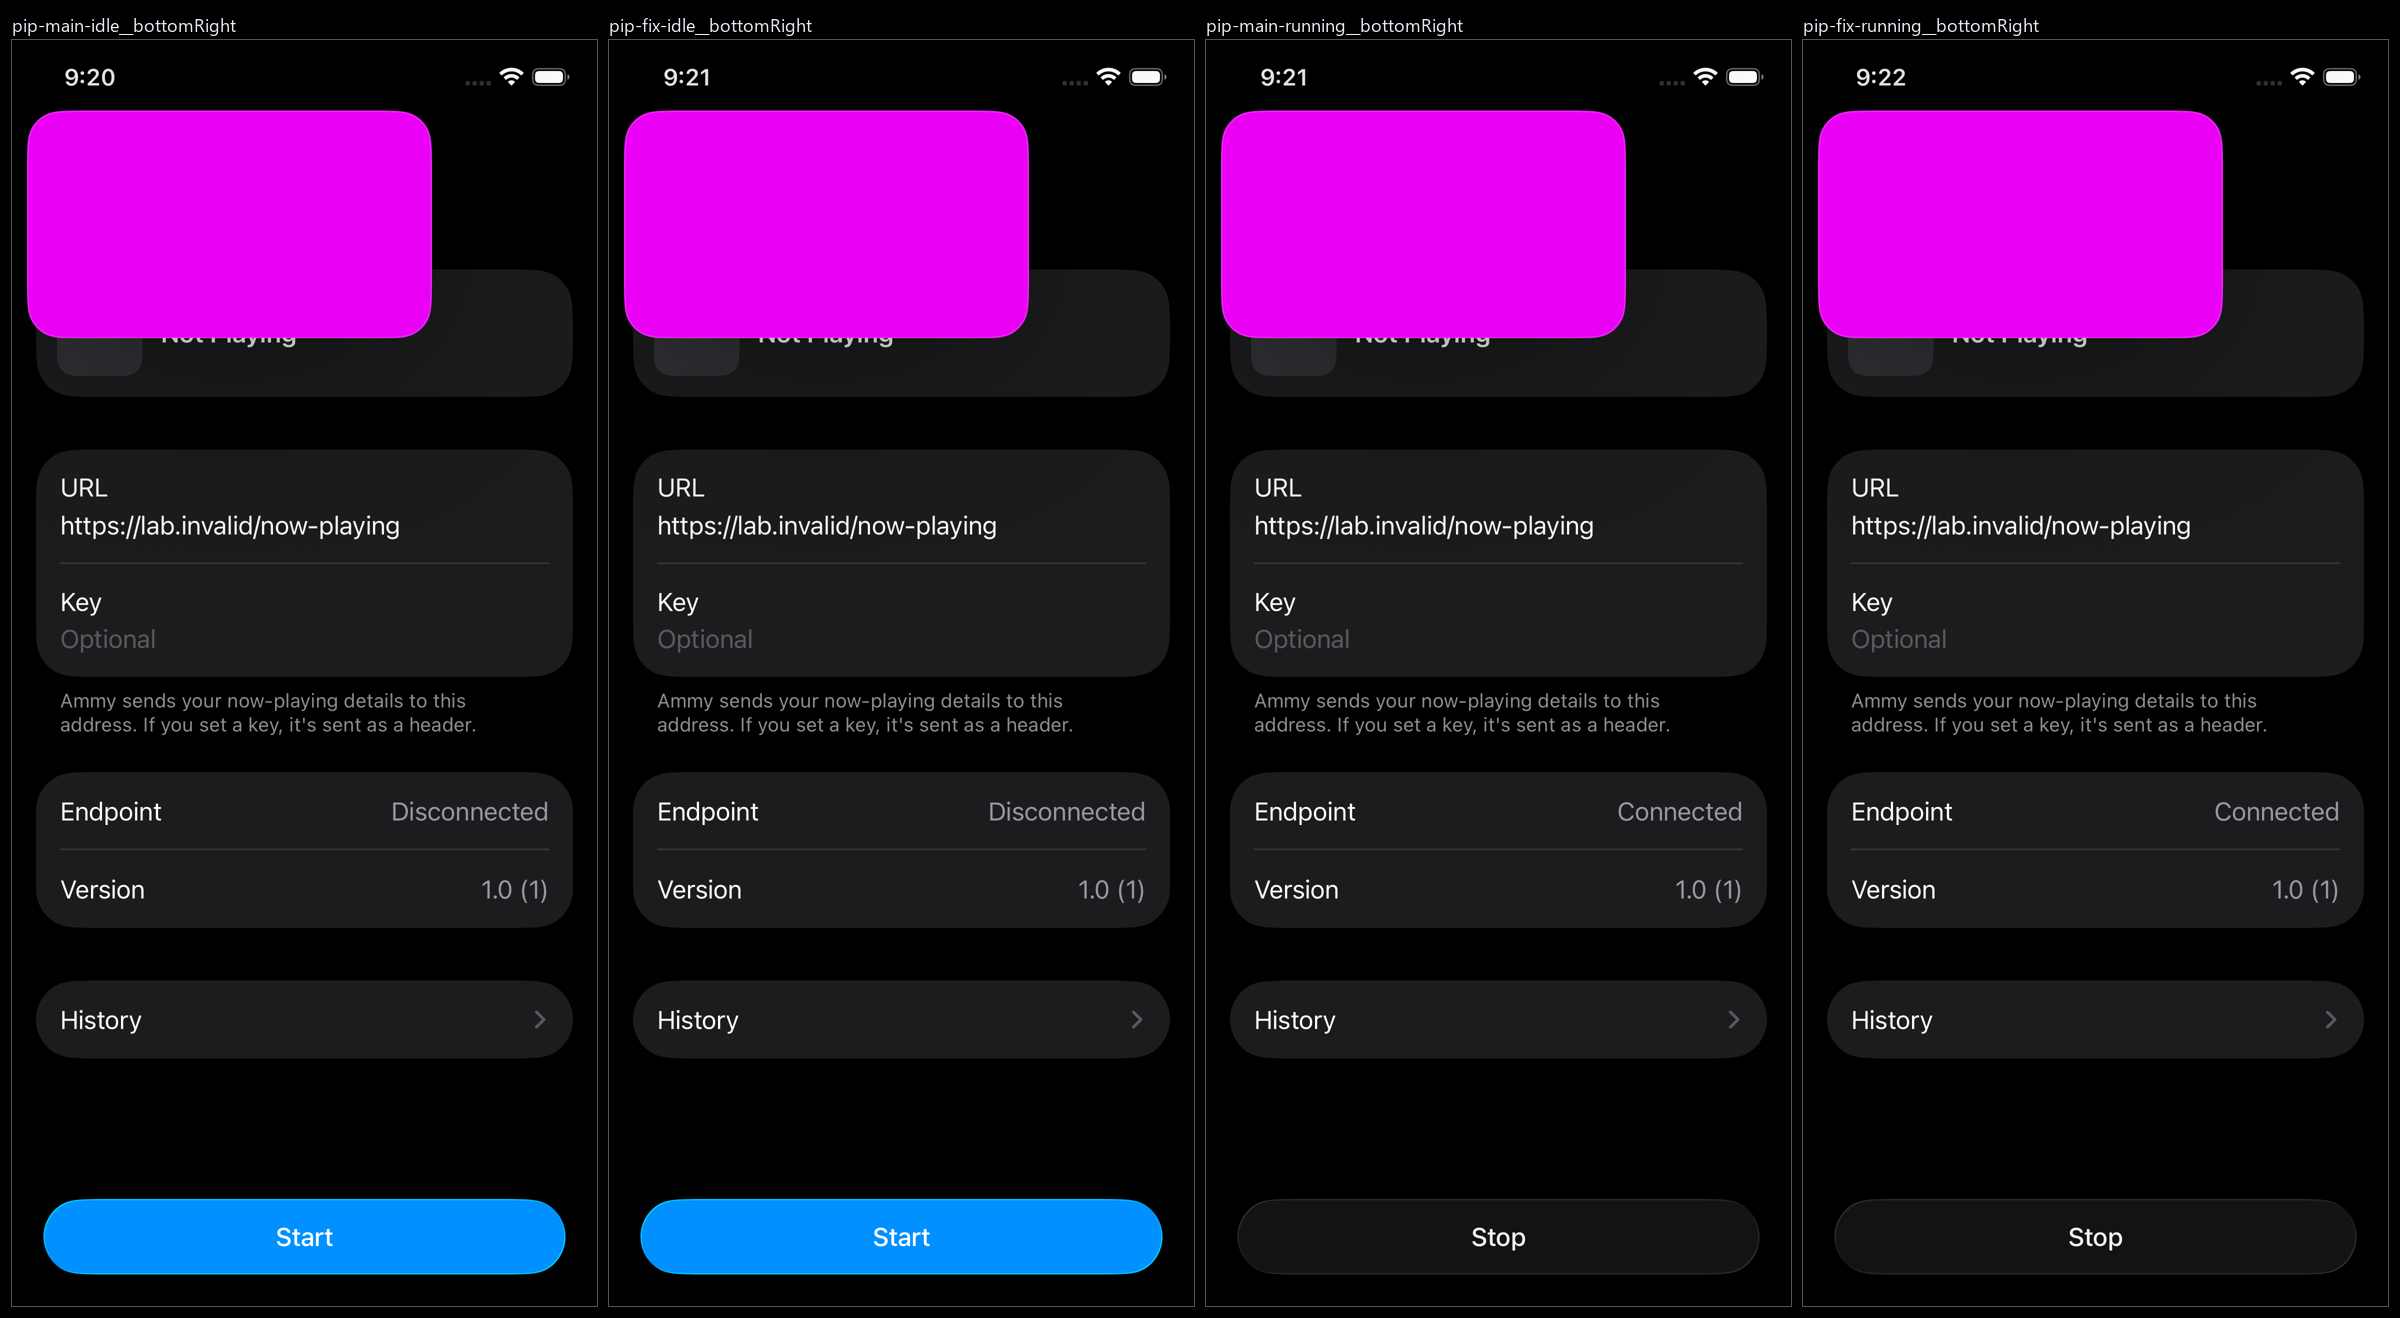 pip-main-idle__bottomRight
9:20
URL
https://lab.invalid/now-playing
Key
Optional
Ammy sends your now-playing details to this
address. If you set a key, it's sent as a header.
Endpoint Disconnected
Version 1.0 (1)
History
Start
pip-fix-idle__bottomRight
9:21
URL
https://lab.invalid/now-playing
Key
Optional
Ammy sends your now-playing details to this
address. If you set a key, it's sent as a header.
Endpoint Disconnected
Version 1.0 (1)
History
Start
pip-main-running__bottomRight
9:21
URL
https://lab.invalid/now-playing
Key
Optional
Ammy sends your now-playing details to this
address. If you set a key, it's sent as a header.
Endpoint Connected
Version 1.0 (1)
History
Stop
pip-fix-running__bottomRight
9:22
URL
https://lab.invalid/now-playing
Key
Optional
Ammy sends your now-playing details to this
address. If you set a key, it's sent as a header.
Endpoint Connected
Version 1.0 (1)
History
Stop